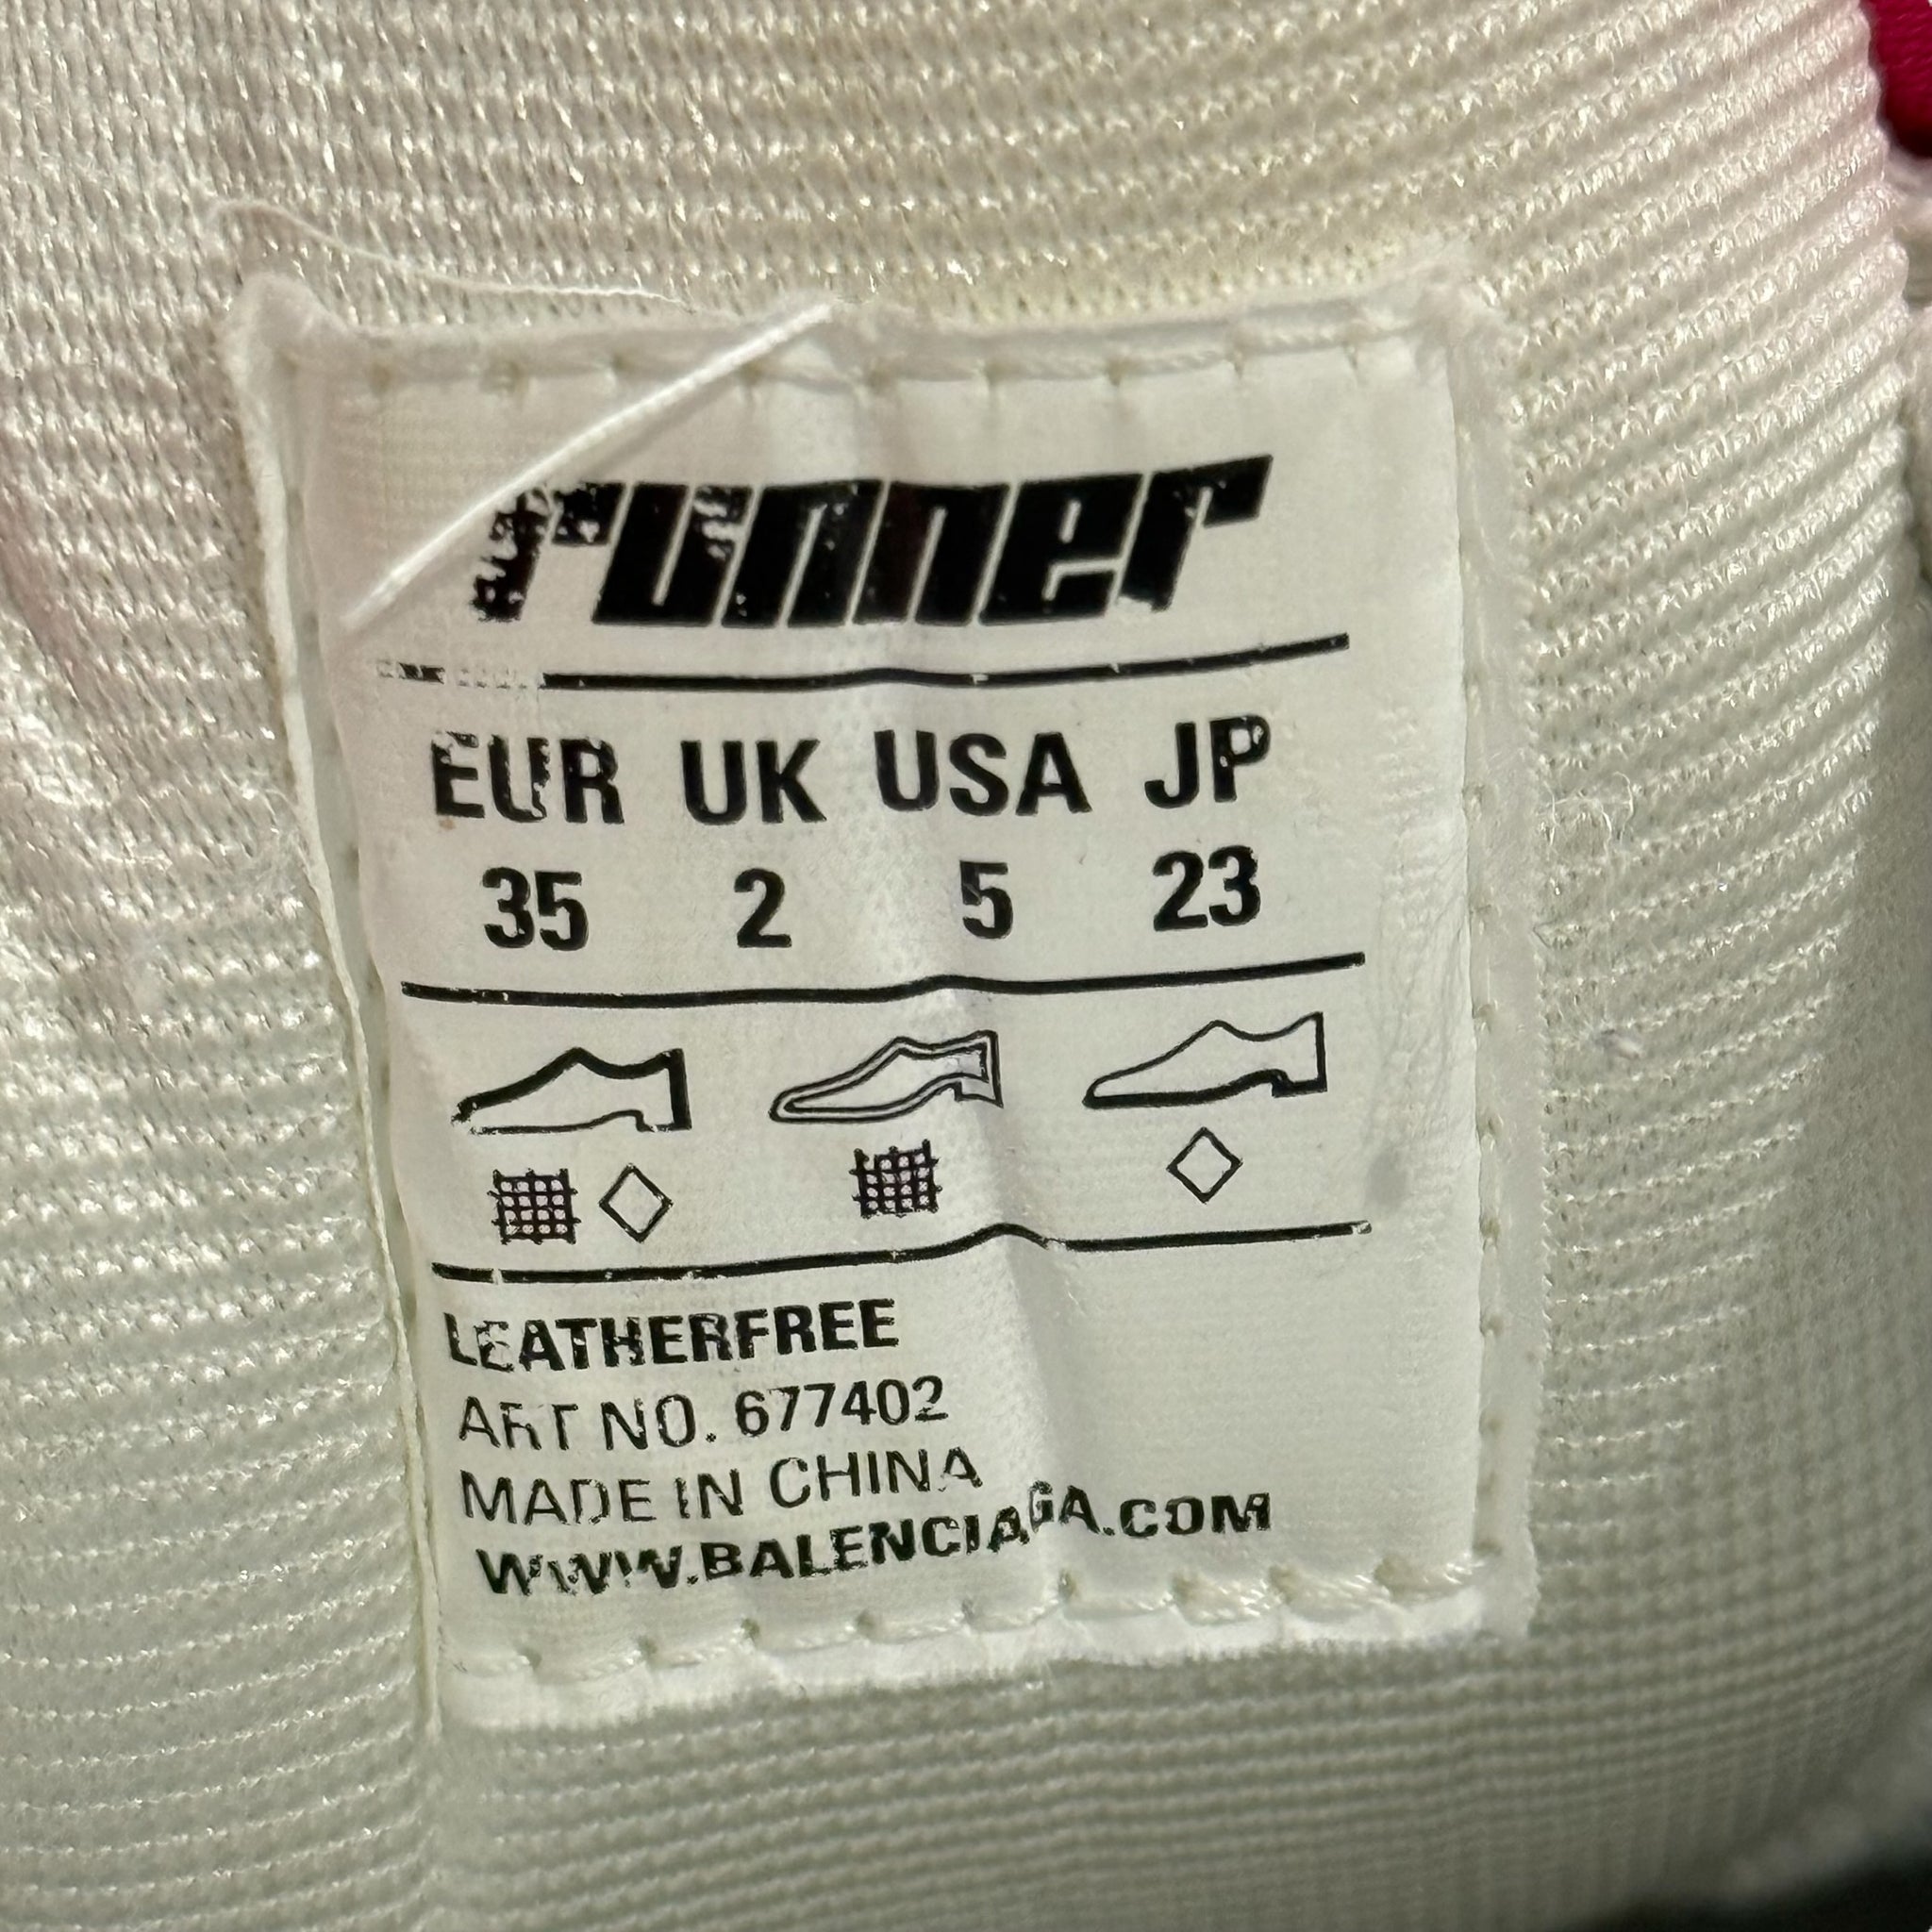 runner
EUR UK USA JP
35 2 5 23
LEATHERFREE
ART NO. 677402
MADE IN CHINA
WWW.BALENCIAGA.COM